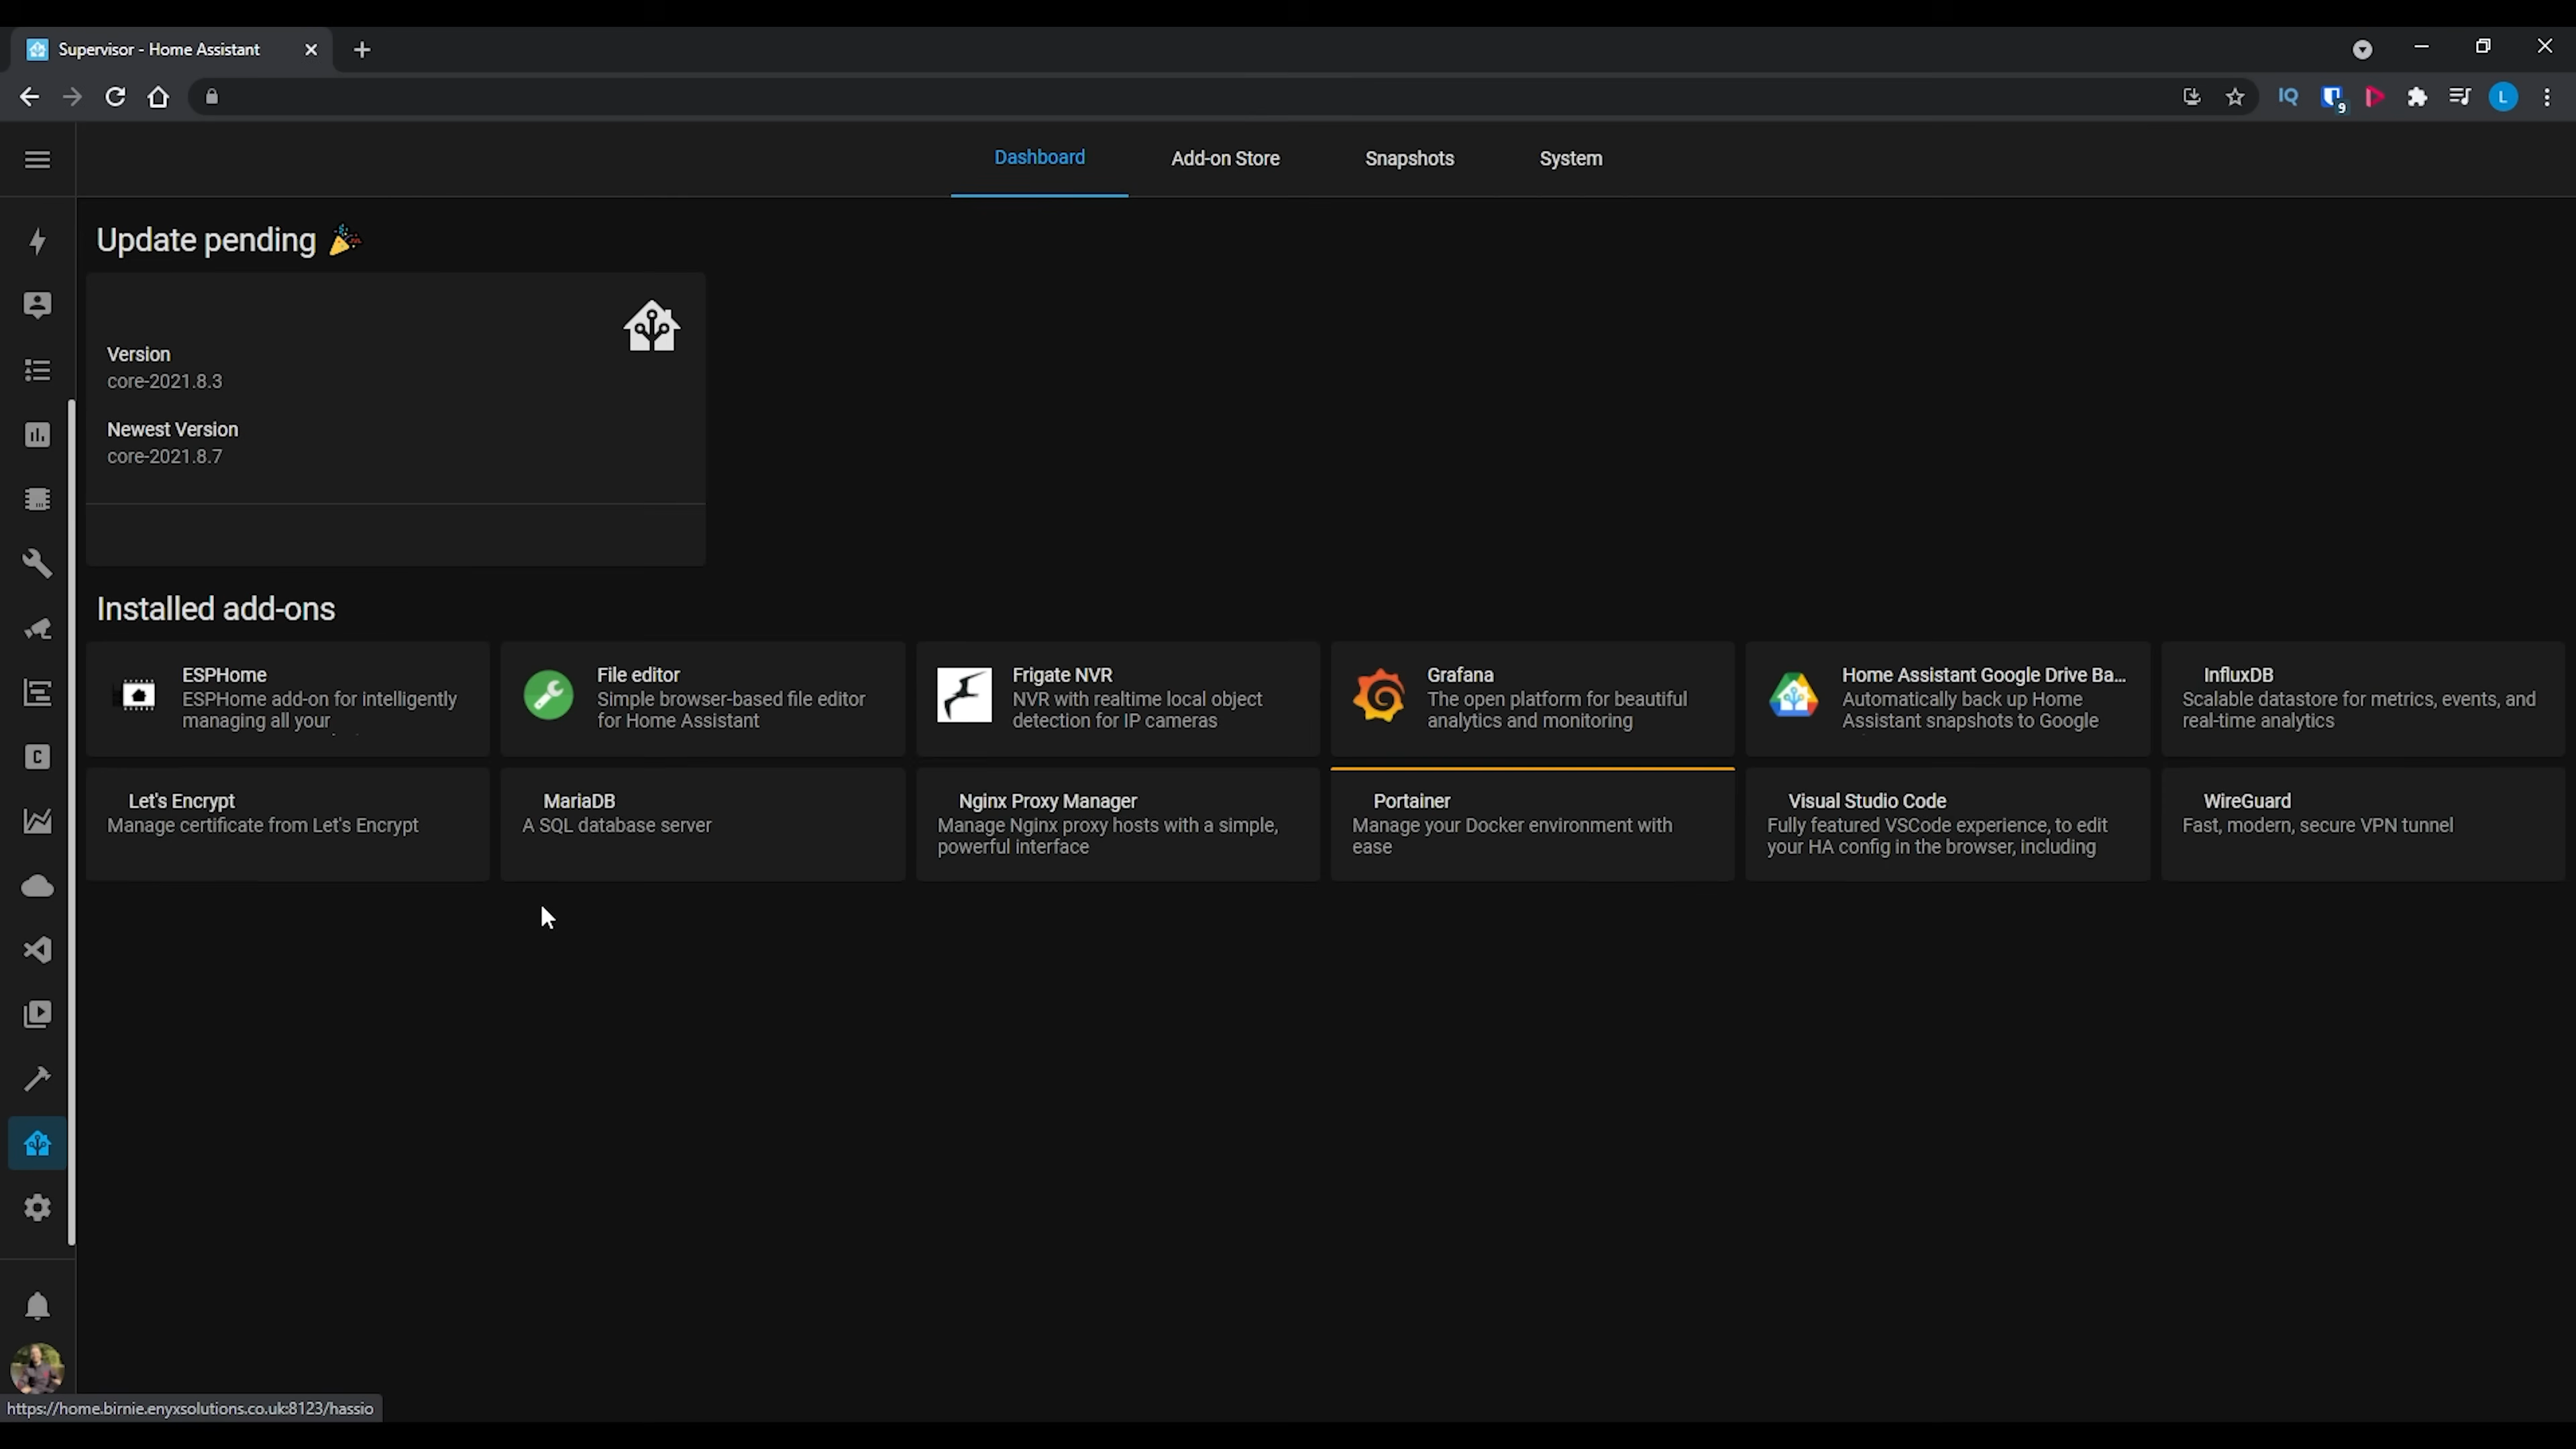 Supervisor - Home Assistant
IQ
9
L
Dashboard
Add-on Store
Snapshots
System
Update pending 🎉
Version
core-2021.8.3
Newest Version
core-2021.8.7
Installed add-ons
ESPHome
ESPHome add-on for intelligently
managing all your
File editor
Simple browser-based file editor
for Home Assistant
Frigate NVR
NVR with realtime local object
detection for IP cameras
Grafana
The open platform for beautiful
analytics and monitoring
Home Assistant Google Drive Ba...
Automatically back up Home
Assistant snapshots to Google
InfluxDB
Scalable datastore for metrics, events, and
real-time analytics
Let's Encrypt
Manage certificate from Let's Encrypt
MariaDB
A SQL database server
Nginx Proxy Manager
Manage Nginx proxy hosts with a simple,
powerful interface
Portainer
Manage your Docker environment with
ease
Visual Studio Code
Fully featured VSCode experience, to edit
your HA config in the browser, including
WireGuard
Fast, modern, secure VPN tunnel
C
https://home.birnie.enyxsolutions.co.uk:8123/hassio